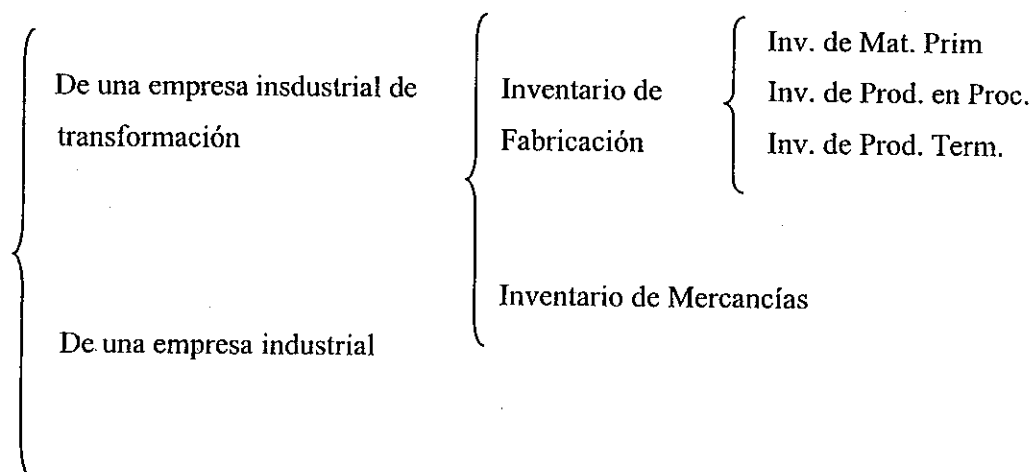 De una empresa insdustrial de
transformación
Inventario de
Fabricación
Inv. de Mat. Prim
Inv. de Prod. en Proc.
Inv. de Prod. Term.
Inventario de Mercancías
De una empresa industrial